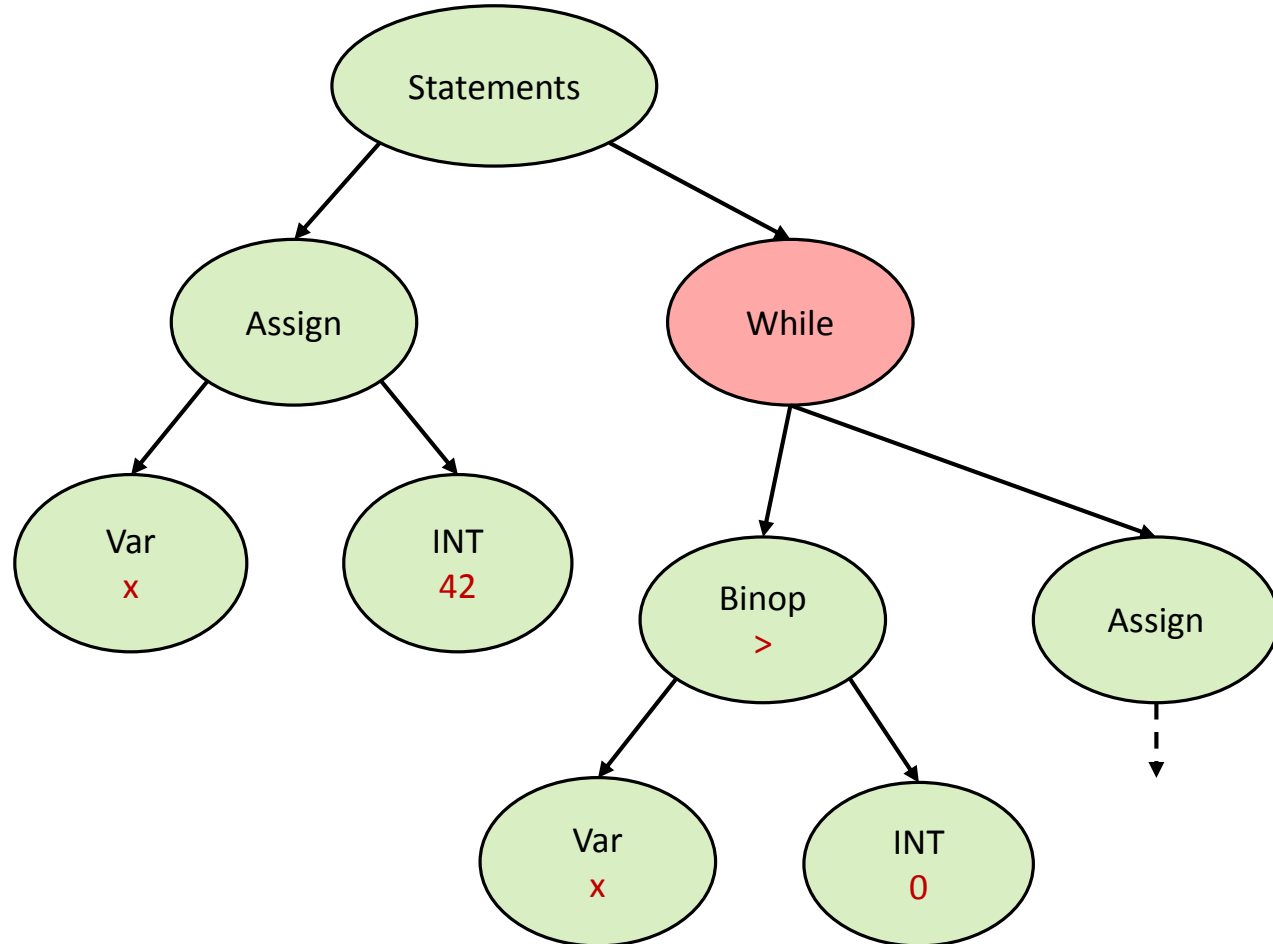 Statements
Assign
While
Var
x
INT
42
Binop
>
Assign
Var
x
INT
0